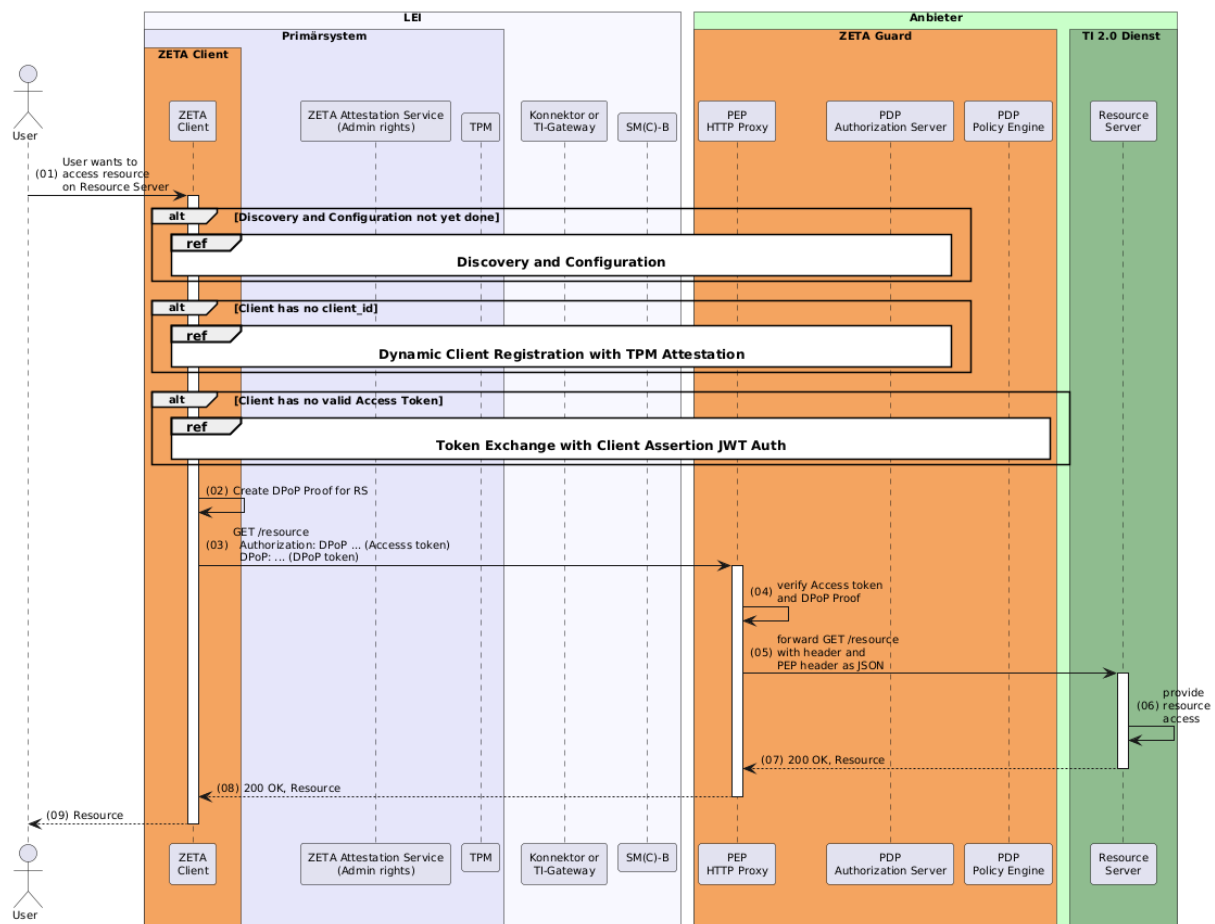 LEI
Anbieter
Primärsystem
ZETA Guard
TI 2.0 Dienst
ZETA Client
User
ZETA
Client
ZETA Attestation Service
(Admin rights)
TPM
Konnektor or
TI-Gateway
SM(C)-B
PEP
HTTP Proxy
PDP
Authorization Server
PDP
Policy Engine
Resource
Server
User wants to
(01) access resource
on Resource Server
alt [Discovery and Configuration not yet done]
ref
Discovery and Configuration
alt [Client has no client_id]
ref
Dynamic Client Registration with TPM Attestation
alt [Client has no valid Access Token]
ref
Token Exchange with Client Assertion JWT Auth
(02) Create DPoP Proof for RS
GET /resource
(03) Authorization: DPoP ... (Accesss token)
DPoP: ... (DPoP token)
(04) verify Access token
and DPoP Proof
forward GET /resource
(05) with header and
PEP header as JSON
provide
(06) resource
access
(07) 200 OK, Resource
(08) 200 OK, Resource
(09) Resource
User
ZETA
Client
ZETA Attestation Service
(Admin rights)
TPM
Konnektor or
TI-Gateway
SM(C)-B
PEP
HTTP Proxy
PDP
Authorization Server
PDP
Policy Engine
Resource
Server